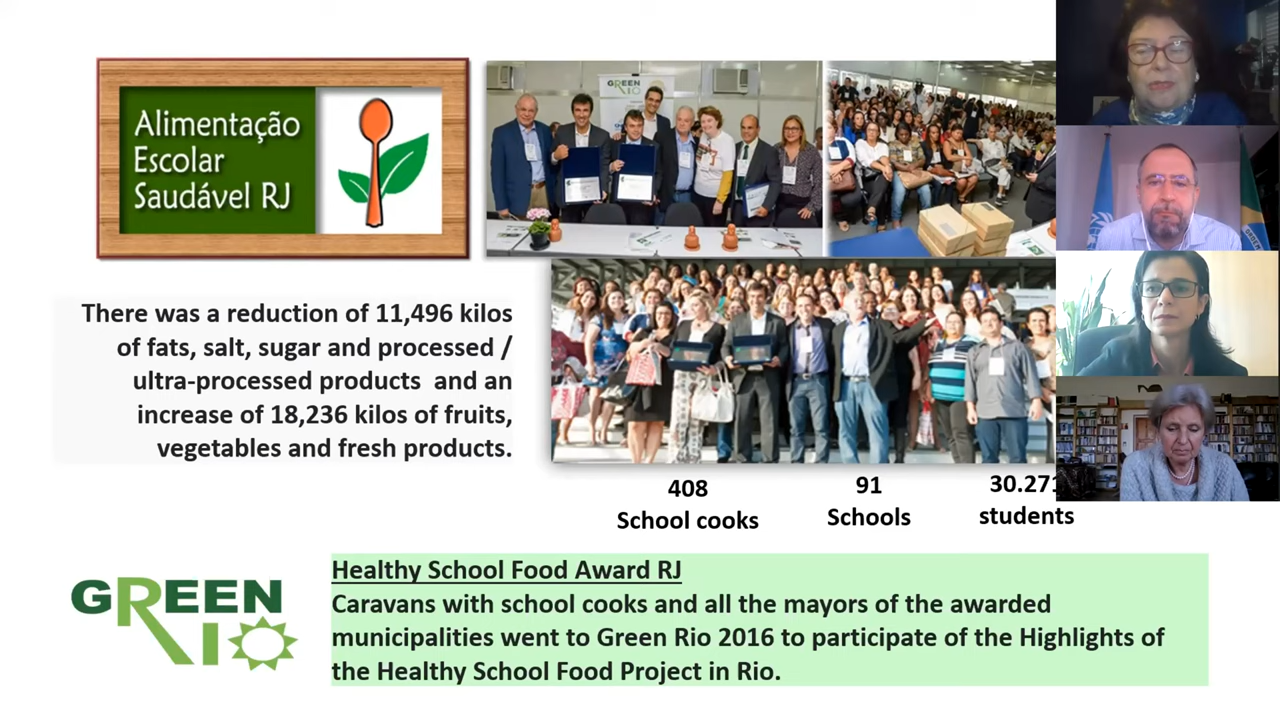 Alimentação
Escolar
Saudável RJ
GREEN
RIO
There was a reduction of 11,496 kilos
of fats, salt, sugar and processed /
ultra-processed products and an
increase of 18,236 kilos of fruits,
vegetables and fresh products.
408
School cooks
91
Schools
30.271
students
GREEN
RIO
Healthy School Food Award RJ
Caravans with school cooks and all the mayors of the awarded
municipalities went to Green Rio 2016 to participate of the Highlights of
the Healthy School Food Project in Rio.